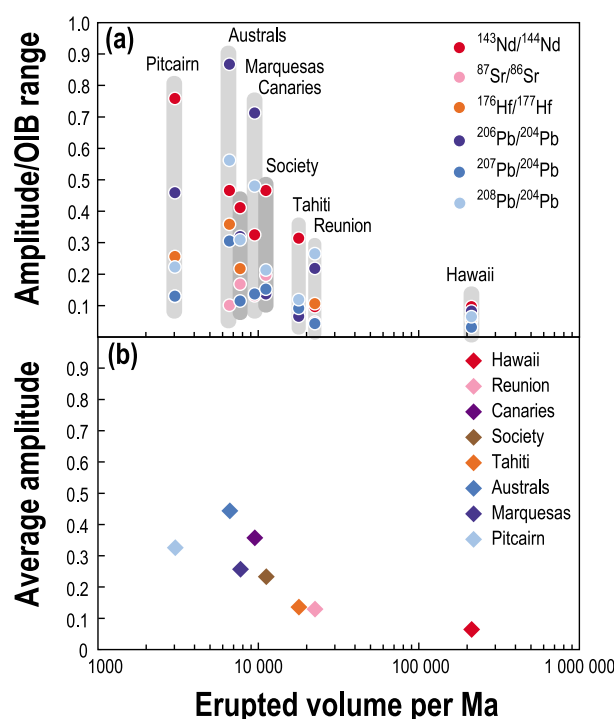 (a)
Amplitude/OIB range
1.0
0.9
0.8
0.7
0.6
0.5
0.4
0.3
0.2
0.1
Pitcairn
Australs
Marquesas
Canaries
Society
Tahiti
Reunion
Hawaii
¹⁴³Nd/¹⁴⁴Nd
⁸⁷Sr/⁸⁶Sr
¹⁷⁶Hf/¹⁷⁷Hf
²⁰⁶Pb/²⁰⁴Pb
²⁰⁷Pb/²⁰⁴Pb
²⁰⁸Pb/²⁰⁴Pb
(b)
Average amplitude
0.9
0.8
0.7
0.6
0.5
0.4
0.3
0.2
0.1
0
Hawaii
Reunion
Canaries
Society
Tahiti
Australs
Marquesas
Pitcairn
1000
10 000
100 000
1 000 000
Erupted volume per Ma